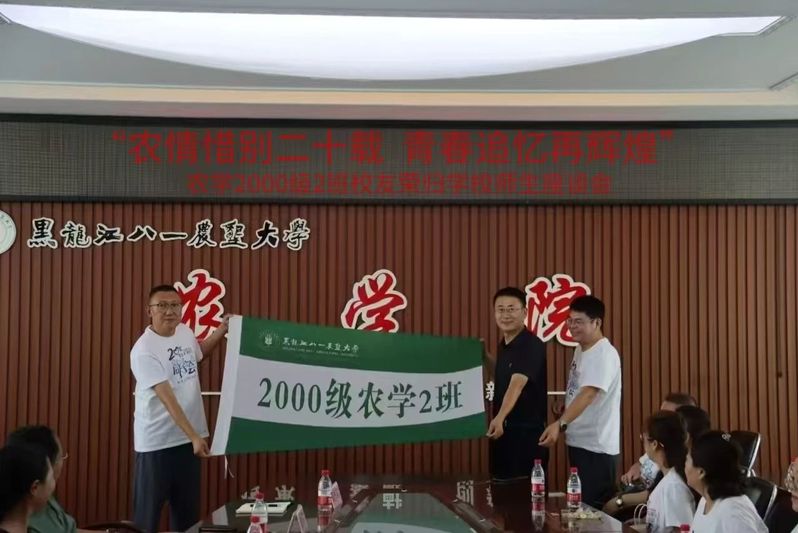 “农情惜别二十载 青春追忆再辉煌”
农学2000级2班校友荣归学校师生座谈会
黑龍江八一農墾大學
农学院
黑龍江八一農墾大學
2000级农学2班